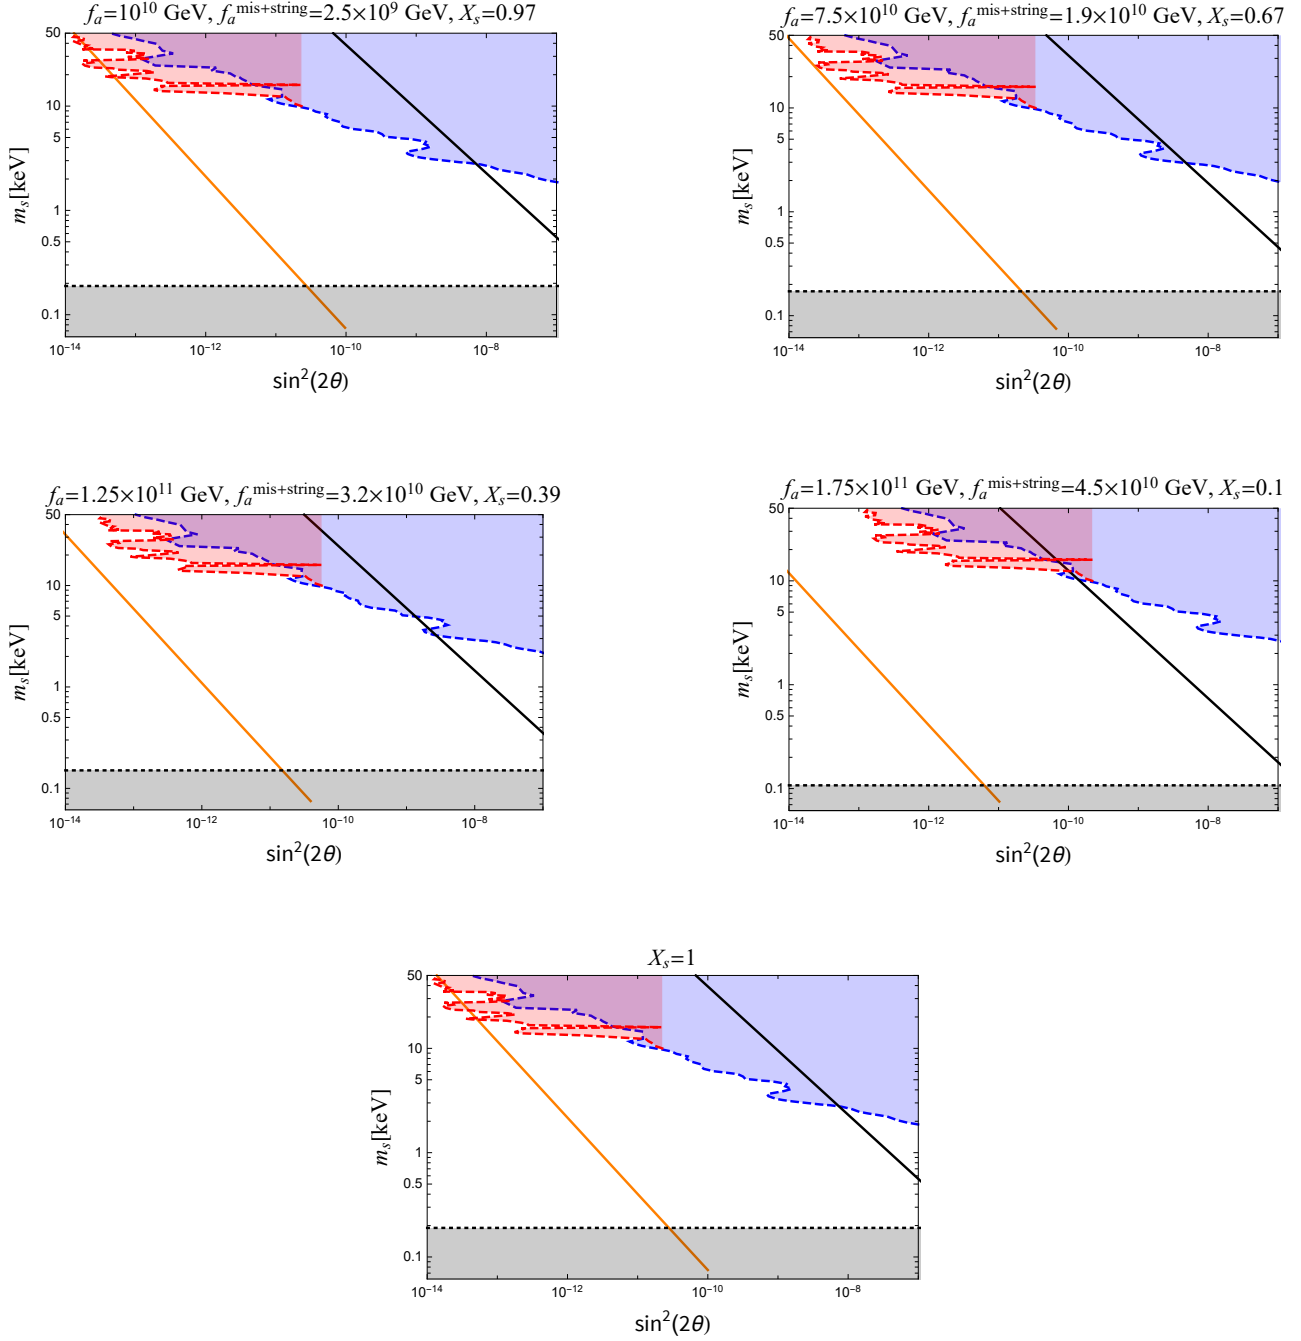 f_a=10^10 GeV, f_a^mis+string=2.5×10^9 GeV, X_s=0.97
50
10
5
1
0.5
0.1
m_s[keV]
10^-14 10^-12 10^-10 10^-8
sin^2(2θ)
f_a=7.5×10^10 GeV, f_a^mis+string=1.9×10^10 GeV, X_s=0.67
50
10
5
1
0.5
0.1
m_s[keV]
10^-14 10^-12 10^-10 10^-8
sin^2(2θ)
f_a=1.25×10^11 GeV, f_a^mis+string=3.2×10^10 GeV, X_s=0.39
50
10
5
1
0.5
0.1
m_s[keV]
10^-14 10^-12 10^-10 10^-8
sin^2(2θ)
f_a=1.75×10^11 GeV, f_a^mis+string=4.5×10^10 GeV, X_s=0.1
50
10
5
1
0.5
0.1
m_s[keV]
10^-14 10^-12 10^-10 10^-8
sin^2(2θ)
X_s=1
50
10
5
1
0.5
0.1
m_s[keV]
10^-14 10^-12 10^-10 10^-8
sin^2(2θ)